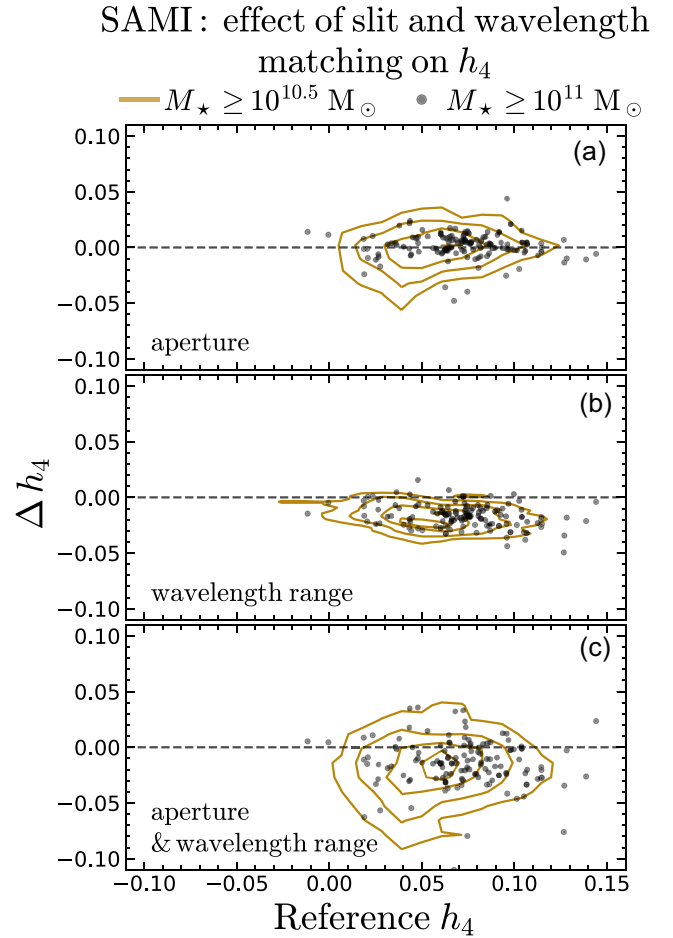 SAMI: effect of slit and wavelength
matching on h₄
M⋆ ≥ 10^10.5 M⊙ M⋆ ≥ 10^11 M⊙
(a)
0.10
0.05
0.00
−0.05
−0.10
aperture
(b)
0.10
0.05
0.00
−0.05
−0.10
wavelength range
Δ h₄
(c)
0.10
0.05
0.00
−0.05
−0.10
aperture
& wavelength range
−0.10 −0.05 0.00 0.05 0.10 0.15
Reference h₄